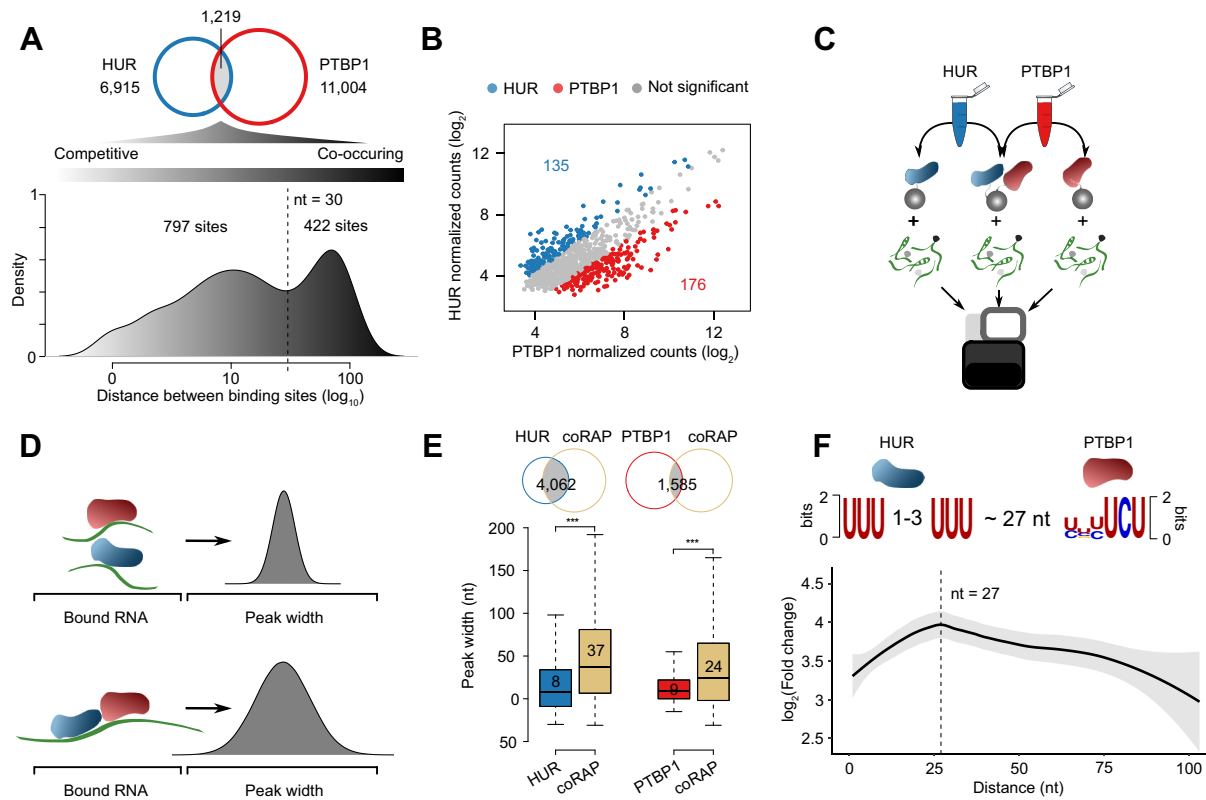 A
1,219
HUR
6,915
PTBP1
11,004
Competitive
Co-occuring
1
nt = 30
797 sites
422 sites
Density
0
0
10
100
Distance between binding sites (log10)
B
HUR
PTBP1
Not significant
HUR normalized counts (log2)
12
8
4
135
176
4
8
12
PTBP1 normalized counts (log2)
C
HUR
PTBP1
+
+
+
D
Bound RNA
Peak width
Bound RNA
Peak width
E
HUR
coRAP
PTBP1
coRAP
4,062
1,585
Peak width (nt)
200
150
100
50
0
50
***
***
8
37
9
24
HUR
coRAP
PTBP1
coRAP
F
HUR
PTBP1
bits
2
0
UUU
1-3
UUU
~ 27 nt
UCU
2
0
bits
log2(Fold change)
4.5
4
3.5
3
2.5
nt = 27
0
25
50
75
100
Distance (nt)